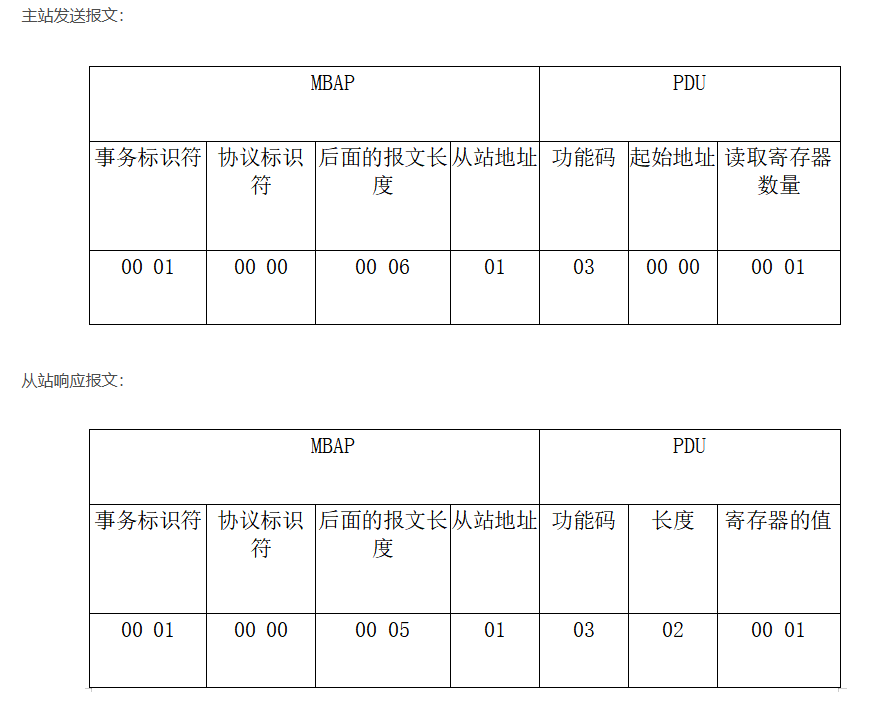 主站发送报文：
MBAP PDU
事务标识符 协议标识符 后面的报文长度 从站地址 功能码 起始地址 读取寄存器数量
00 01 00 00 00 06 01 03 00 00 00 01
从站响应报文：
MBAP PDU
事务标识符 协议标识符 后面的报文长度 从站地址 功能码 长度 寄存器的值
00 01 00 00 00 05 01 03 02 00 01